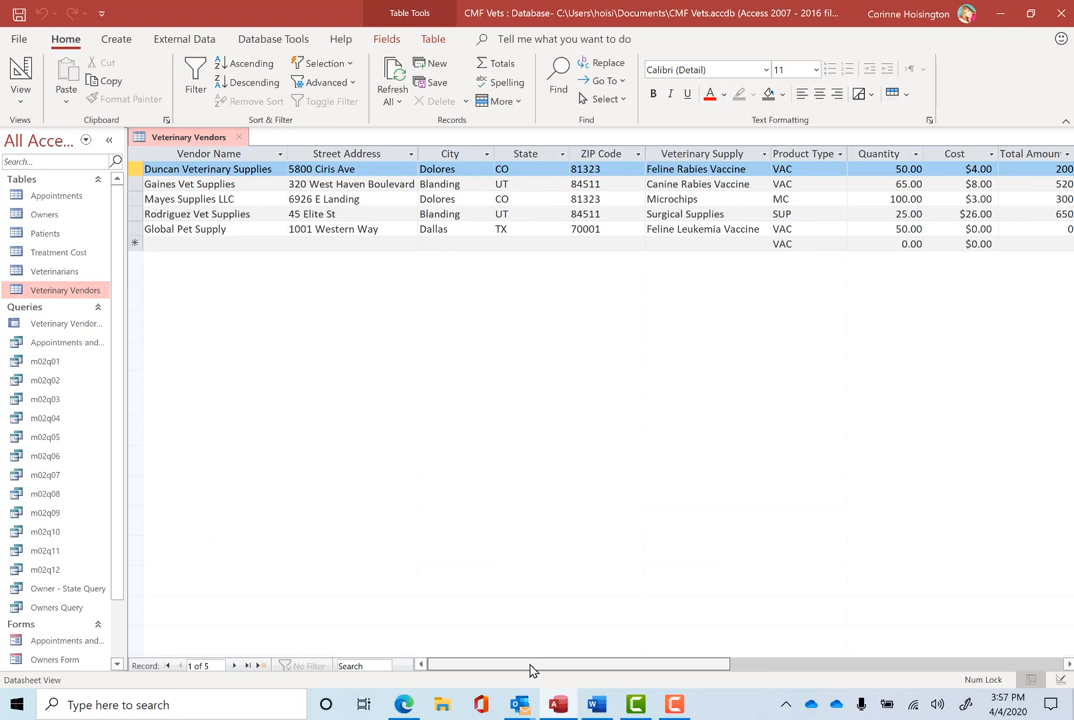 Table Tools
CMF Vets : Database- C:\Users\hoisi\Documents\CMF Vets.accdb (Access 2007 - 2016 fil...
Corinne Hoisington
File Home Create External Data Database Tools Help Fields Table Tell me what you want to do
View
Views
Paste
Cut
Copy
Format Painter
Clipboard
Filter
Ascending
Descending
Remove Sort
Selection
Advanced
Toggle Filter
Sort & Filter
Refresh
All
New
Save
Delete
Totals
Spelling
More
Records
Find
Replace
Go To
Select
Find
Calibri (Detail) 11
B I U A
Text Formatting
All Acce...
Search...
Tables
Appointments
Owners
Patients
Treatment Cost
Veterinarians
Veterinary Vendors
Queries
Veterinary Vendor...
Appointments and...
m02q01
m02q02
m02q03
m02q04
m02q05
m02q06
m02q07
m02q08
m02q09
m02q10
m02q11
m02q12
Owner - State Query
Owners Query
Forms
Appointments and...
Owners Form
Veterinary Vendors
Vendor Name Street Address City State ZIP Code Veterinary Supply Product Type Quantity Cost Total Amoun
Duncan Veterinary Supplies 5800 Ciris Ave Dolores CO 81323 Feline Rabies Vaccine VAC 50.00 $4.00 200
Gaines Vet Supplies 320 West Haven Boulevard Blanding UT 84511 Canine Rabies Vaccine VAC 65.00 $8.00 520
Mayes Supplies LLC 6926 E Landing Dolores CO 81323 Microchips MC 100.00 $3.00 300
Rodriguez Vet Supplies 45 Elite St Blanding UT 84511 Surgical Supplies SUP 25.00 $26.00 650
Global Pet Supply 1001 Western Way Dallas TX 70001 Feline Leukemia Vaccine VAC 50.00 $0.00 0
VAC 0.00 $0.00
Record: 1 of 5 No Filter Search
Datasheet View Num Lock
Type here to search
3:57 PM
4/4/2020